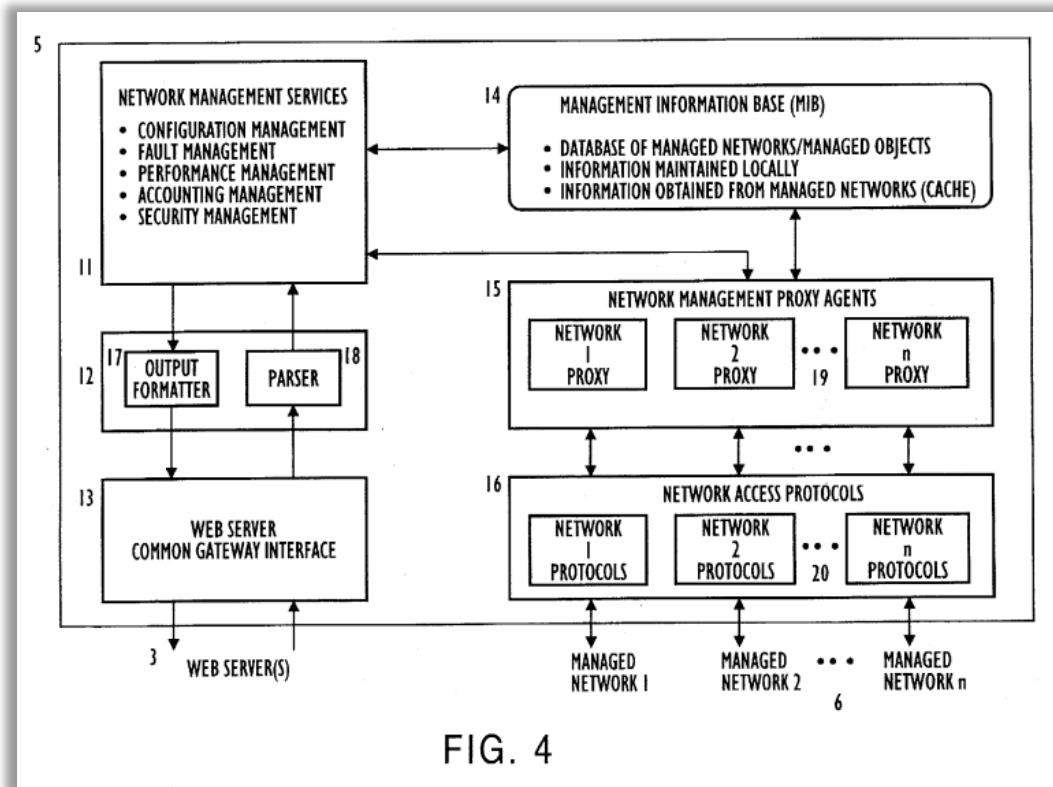 5
NETWORK MANAGEMENT SERVICES
• CONFIGURATION MANAGEMENT
• FAULT MANAGEMENT
• PERFORMANCE MANAGEMENT
• ACCOUNTING MANAGEMENT
• SECURITY MANAGEMENT
11
14
MANAGEMENT INFORMATION BASE (MIB)
• DATABASE OF MANAGED NETWORKS/MANAGED OBJECTS
• INFORMATION MAINTAINED LOCALLY
• INFORMATION OBTAINED FROM MANAGED NETWORKS (CACHE)
15
NETWORK MANAGEMENT PROXY AGENTS
NETWORK
1
PROXY
NETWORK
2
PROXY
• • •
19
NETWORK
n
PROXY
12
17
OUTPUT
FORMATTER
PARSER
18
• • •
13
WEB SERVER
COMMON GATEWAY INTERFACE
16
NETWORK ACCESS PROTOCOLS
NETWORK
1
PROTOCOLS
NETWORK
2
PROTOCOLS
• • •
20
NETWORK
n
PROTOCOLS
3
WEB SERVER(S)
MANAGED
NETWORK 1
MANAGED
NETWORK 2
• • •
6
MANAGED
NETWORK n
FIG. 4